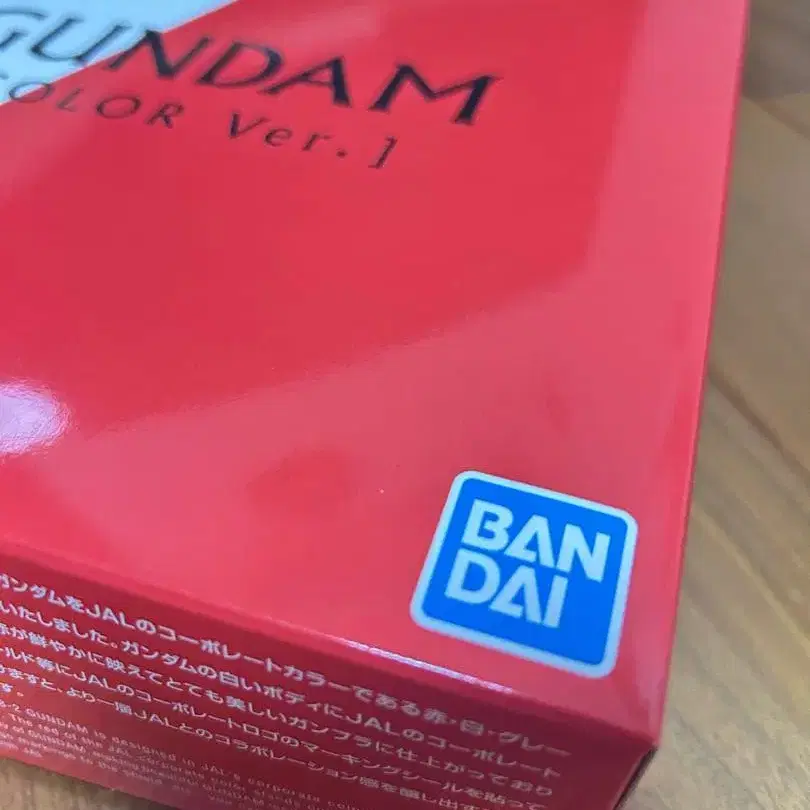 GUNDAM
COLOR Ver.1
BAN
DAI
ガンダムをJALのコーポレートカラーである赤・白・グレー
いたしました。ガンダムの白いボディにJALのコーポレート
が鮮やかに映えてとても美しいガンプラに仕上がっており
ールド等にJALのコーポレートロゴのマーキングシールを貼って
ますと、より一層JALとのコラボレーション感を醸し出す
す。
GUNDAM is designed in JAL's corporate